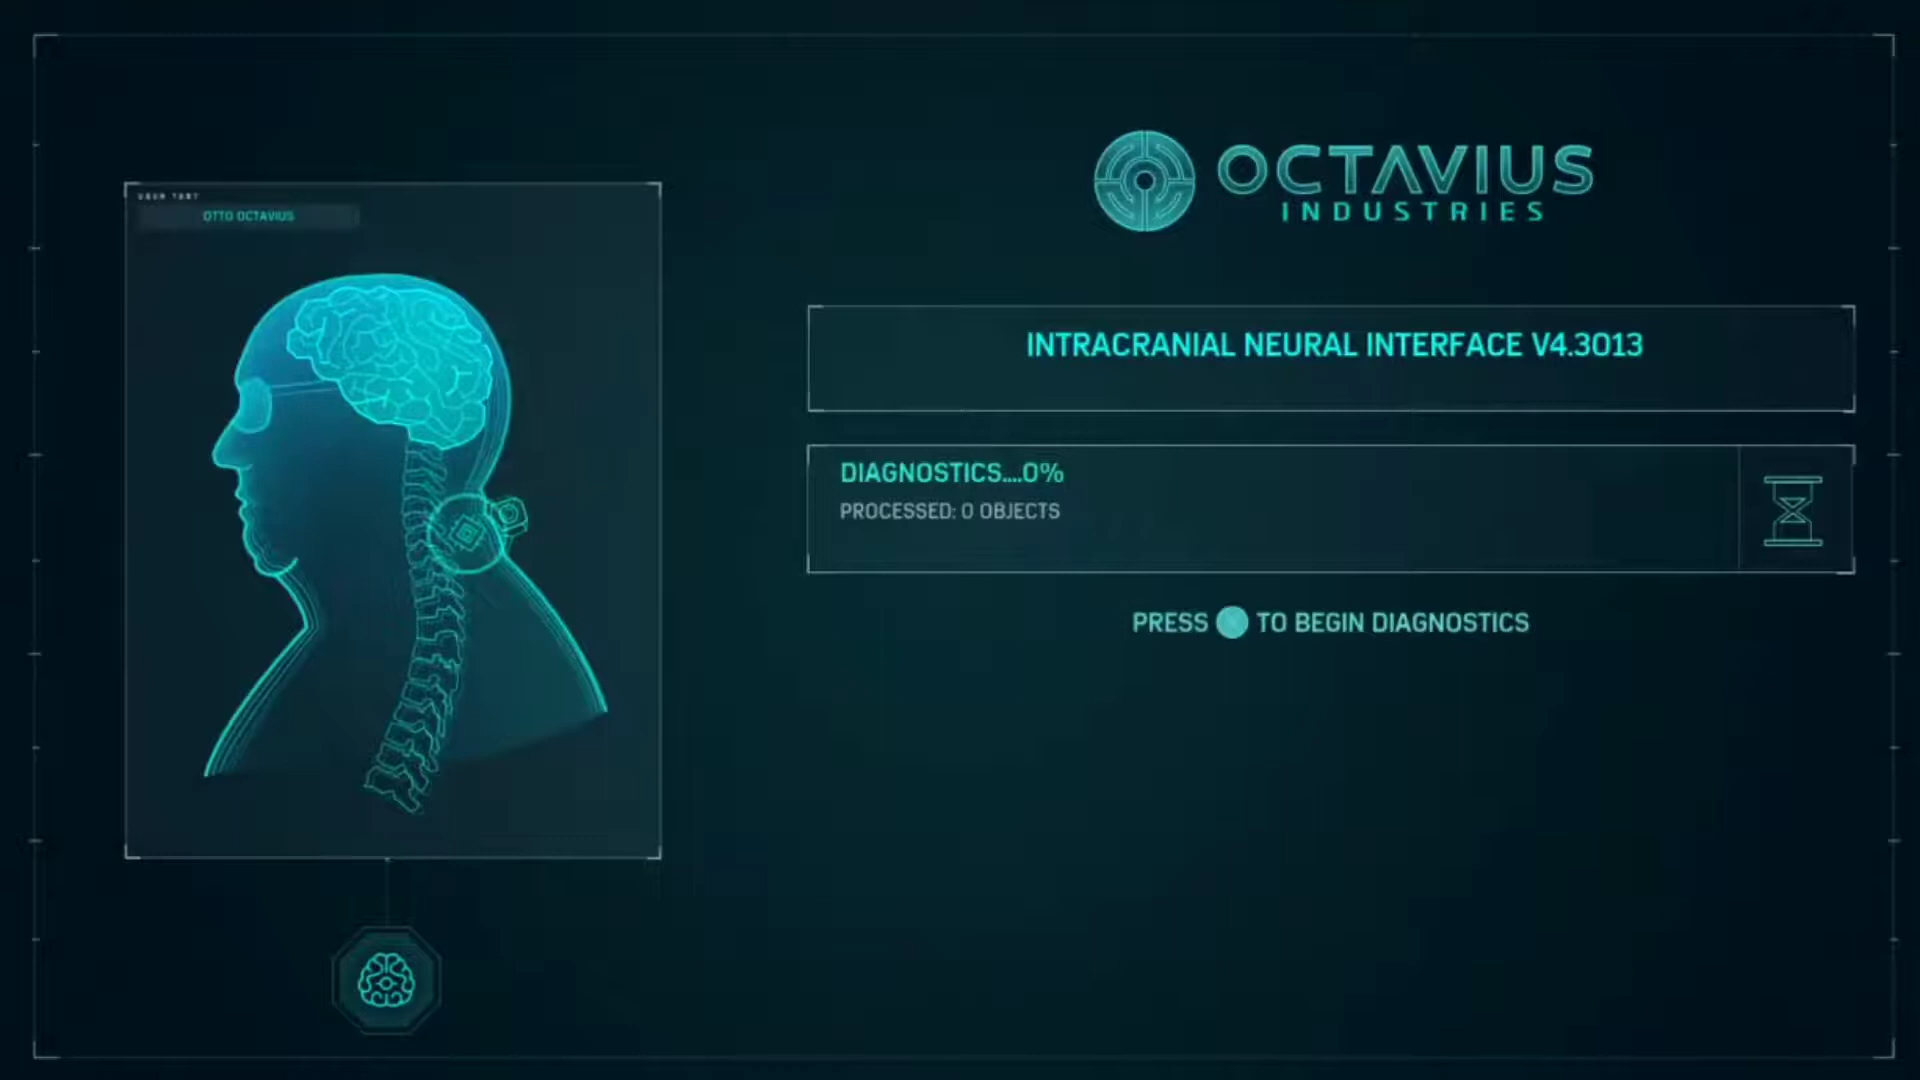 OCTAVIUS
INDUSTRIES
OTTO OCTAVIUS
INTRACRANIAL NEURAL INTERFACE V4.3013
DIAGNOSTICS....0%
PROCESSED: 0 OBJECTS
PRESS TO BEGIN DIAGNOSTICS